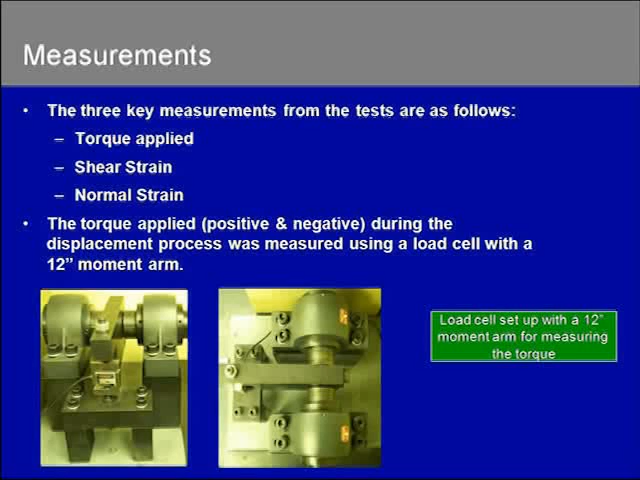 Measurements
• The three key measurements from the tests are as follows:
– Torque applied
– Shear Strain
– Normal Strain
• The torque applied (positive & negative) during the
displacement process was measured using a load cell with a
12” moment arm.
Load cell set up with a 12”
moment arm for measuring
the torque